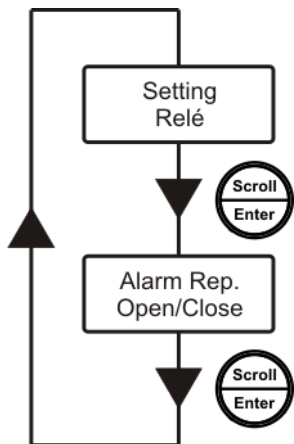 Setting
Relé
Scroll
Enter
Alarm Rep.
Open/Close
Scroll
Enter